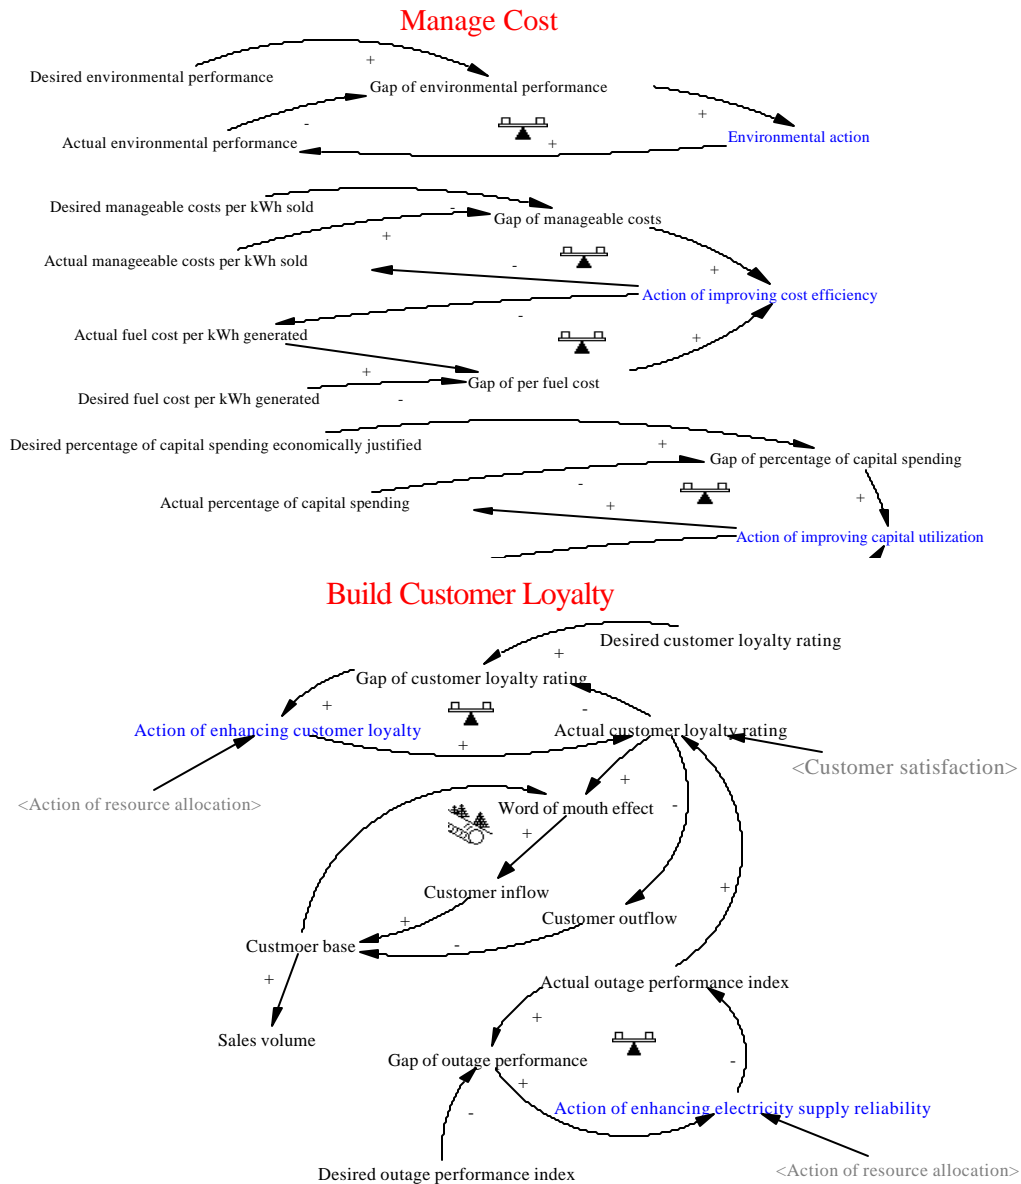 Manage Cost
Desired environmental performance
+
Gap of environmental performance
+
-
Actual environmental performance
+
Environmental action
Desired manageable costs per kWh sold
-
Gap of manageable costs
+
Actual manageeable costs per kWh sold
-
+
Action of improving cost efficiency
-
Actual fuel cost per kWh generated
+
+
Gap of per fuel cost
Desired fuel cost per kWh generated
-
Desired percentage of capital spending economically justified
+
Gap of percentage of capital spending
-
Actual percentage of capital spending
+
+
Action of improving capital utilization
Build Customer Loyalty
Desired customer loyalty rating
+
Gap of customer loyalty rating
+
-
Action of enhancing customer loyalty
Actual customer loyalty rating
+
<Customer satisfaction>
+
<Action of resource allocation>
Word of mouth effect
-
+
Customer inflow
+
+
Customer outflow
Custmoer base
-
+
Actual outage performance index
+
Sales volume
Gap of outage performance
-
+
Action of enhancing electricity supply reliability
-
Desired outage performance index
<Action of resource allocation>